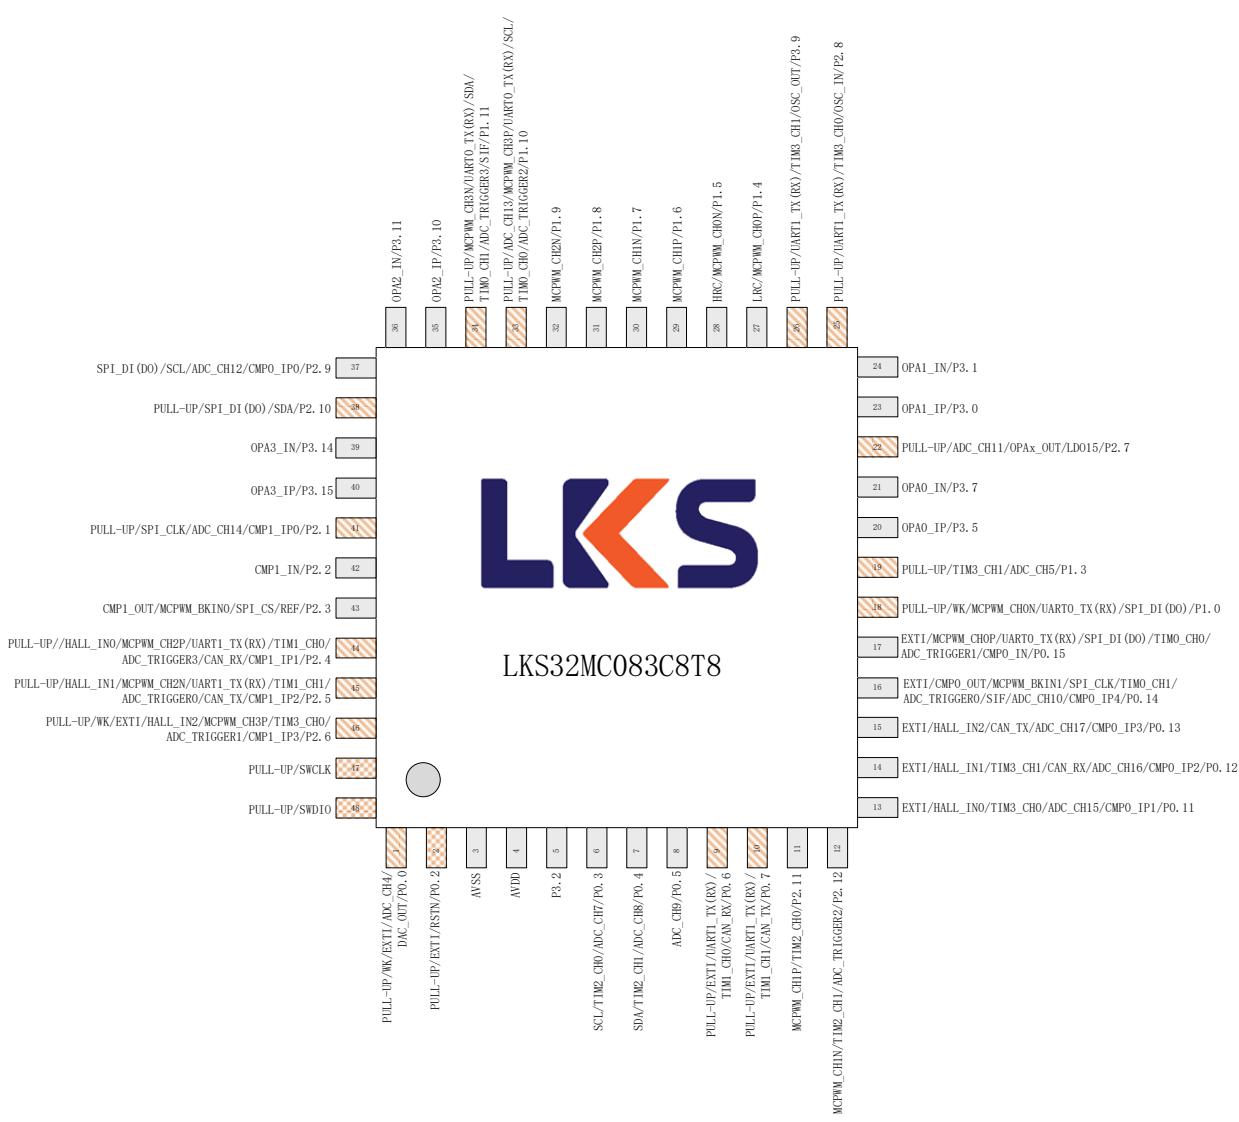 OPA2_IN/P3.11
OPA2_IP/P3.10
PULL-UP/MCPWM_CH3N/UART0_TX(RX)/SDA/
TIM0_CH1/ADC_TRIGGER3/SIF/P1.11
PULL-UP/ADC_CH13/MCPWM_CH3P/UART0_TX(RX)/SCL/
TIM0_CH0/ADC_TRIGGER2/P1.10
MCPWM_CH2N/P1.9
MCPWM_CH2P/P1.8
MCPWM_CH1N/P1.7
MCPWM_CH1P/P1.6
HRC/MCPWM_CH0N/P1.5
LRC/MCPWM_CH0P/P1.4
PULL-UP/UART1_TX(RX)/TIM3_CH1/OSC_OUT/P3.9
PULL-UP/UART1_TX(RX)/TIM3_CH0/OSC_IN/P2.8
36
35
34
33
32
31
30
29
28
27
26
25
SPI_DI(DO)/SCL/ADC_CH12/CMP0_IP0/P2.9
37
PULL-UP/SPI_DI(DO)/SDA/P2.10
38
OPA3_IN/P3.14
39
OPA3_IP/P3.15
40
PULL-UP/SPI_CLK/ADC_CH14/CMP1_IP0/P2.1
41
CMP1_IN/P2.2
42
CMP1_OUT/MCPWM_BKIN0/SPI_CS/REF/P2.3
43
PULL-UP//HALL_IN0/MCPWM_CH2P/UART1_TX(RX)/TIM1_CH0/
ADC_TRIGGER3/CAN_RX/CMP1_IP1/P2.4
44
PULL-UP/HALL_IN1/MCPWM_CH2N/UART1_TX(RX)/TIM1_CH1/
ADC_TRIGGER0/CAN_TX/CMP1_IP2/P2.5
45
PULL-UP/WK/EXTI/HALL_IN2/MCPWM_CH3P/TIM3_CH0/
ADC_TRIGGER1/CMP1_IP3/P2.6
46
PULL-UP/SWCLK
47
PULL-UP/SWDIO
48
LKS
LKS32MC083C8T8
24
OPA1_IN/P3.1
23
OPA1_IP/P3.0
22
PULL-UP/ADC_CH11/OPAx_OUT/LDO15/P2.7
21
OPA0_IN/P3.7
20
OPA0_IP/P3.5
19
PULL-UP/TIM3_CH1/ADC_CH5/P1.3
18
PULL-UP/WK/MCPWM_CH0N/UART0_TX(RX)/SPI_DI(DO)/P1.0
17
EXTI/MCPWM_CH0P/UART0_TX(RX)/SPI_DI(DO)/TIM0_CH0/
ADC_TRIGGER1/CMP0_IN/P0.15
16
EXTI/CMP0_OUT/MCPWM_BKIN1/SPI_CLK/TIM0_CH1/
ADC_TRIGGER0/SIF/ADC_CH10/CMP0_IP4/P0.14
15
EXTI/HALL_IN2/CAN_TX/ADC_CH17/CMP0_IP3/P0.13
14
EXTI/HALL_IN1/TIM3_CH1/CAN_RX/ADC_CH16/CMP0_IP2/P0.12
13
EXTI/HALL_IN0/TIM3_CH0/ADC_CH15/CMP0_IP1/P0.11
1
2
3
4
5
6
7
8
9
10
11
12
PULL-UP/WK/EXTI/ADC_CH4/
DAC_OUT/P0.0
PULL-UP/EXTI/RSTN/P0.2
AVSS
AVDD
P3.2
SCL/TIM2_CH0/ADC_CH7/P0.3
SDA/TIM2_CH1/ADC_CH8/P0.4
ADC_CH9/P0.5
PULL-UP/EXTI/UART1_TX(RX)/
TIM1_CH0/CAN_RX/P0.6
PULL-UP/EXTI/UART1_TX(RX)/
TIM1_CH1/CAN_TX/P0.7
MCPWM_CH1P/TIM2_CH0/P2.11
MCPWM_CH1N/TIM2_CH1/ADC_TRIGGER2/P2.12